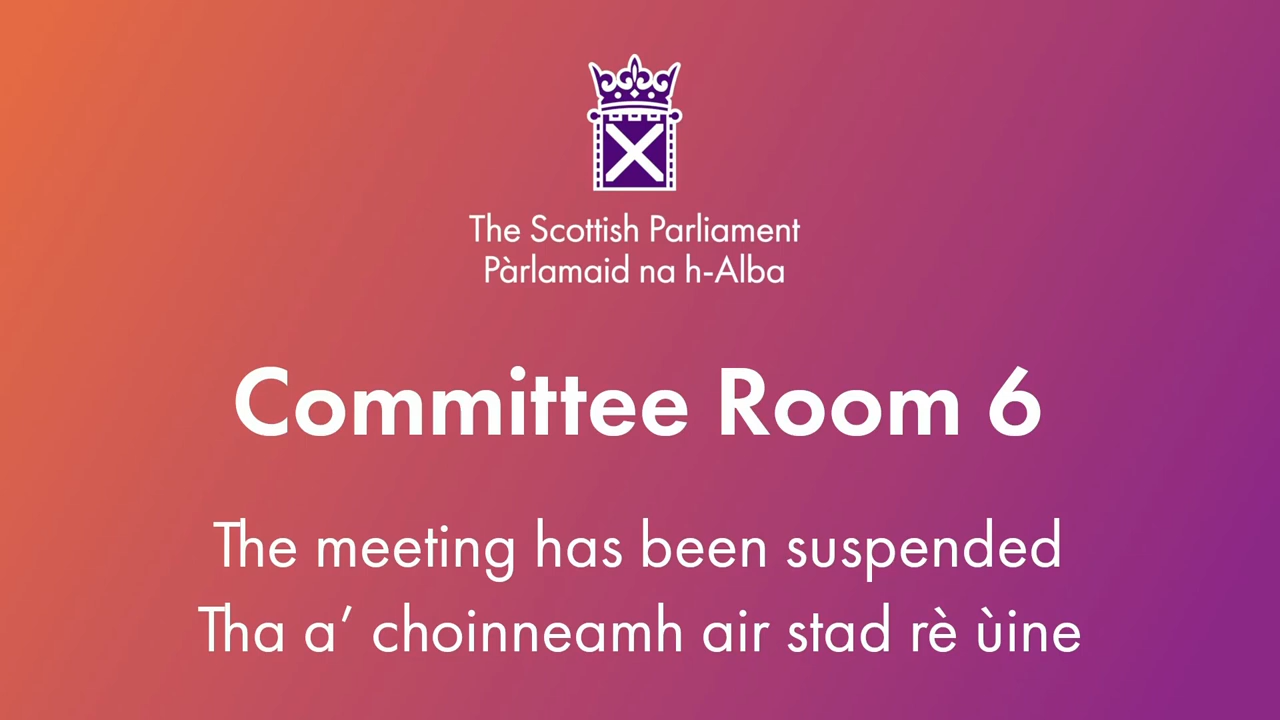 The Scottish Parliament
Pàrlamaid na h-Alba
Committee Room 6
The meeting has been suspended
Tha a’ choinneamh air stad rè ùine